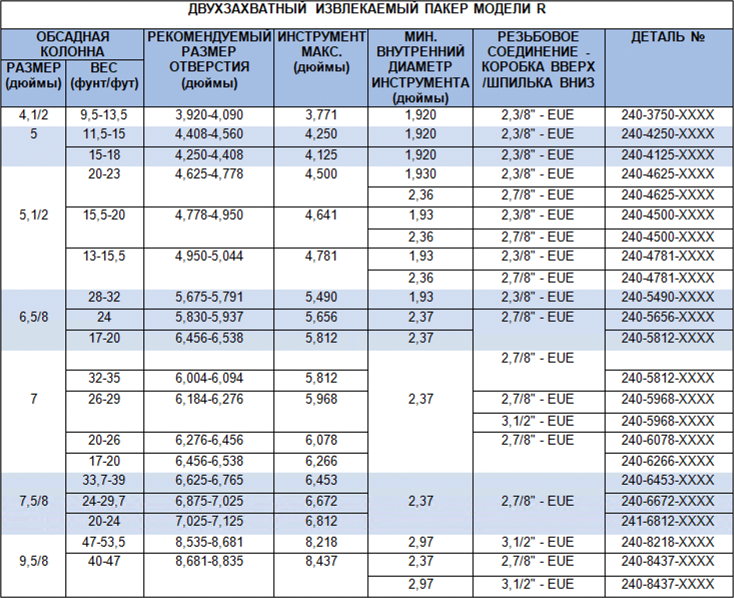 ДВУХЗАХВАТНЫЙ ИЗВЛЕКАЕМЫЙ ПАКЕР МОДЕЛИ R
ОБСАДНАЯ КОЛОННА РЕКОМЕНДУЕМЫЙ РАЗМЕР ОТВЕРСТИЯ (дюймы) ИНСТРУМЕНТ МАКС. (дюймы) МИН. ВНУТРЕННИЙ ДИАМЕТР ИНСТРУМЕНТА (дюймы) РЕЗЬБОВОЕ СОЕДИНЕНИЕ - КОРОБКА ВВЕРХ /ШПИЛЬКА ВНИЗ ДЕТАЛЬ №
РАЗМЕР (дюймы) ВЕС (фунт/фут)
4,1/2 9,5-13,5 3,920-4,090 3,771 1,920 2,3/8" - EUE 240-3750-XXXX
5 11,5-15 4,408-4,560 4,250 1,920 2,3/8" - EUE 240-4250-XXXX
15-18 4,250-4,408 4,125 1,920 2,3/8" - EUE 240-4125-XXXX
20-23 4,625-4,778 4,500 1,930 2,3/8" - EUE 240-4625-XXXX
2,36 2,7/8" - EUE 240-4625-XXXX
5,1/2 15,5-20 4,778-4,950 4,641 1,93 2,3/8" - EUE 240-4500-XXXX
2,36 2,7/8" - EUE 240-4500-XXXX
13-15,5 4,950-5,044 4,781 1,93 2,3/8" - EUE 240-4781-XXXX
2,36 2,7/8" - EUE 240-4781-XXXX
28-32 5,675-5,791 5,490 1,93 2,3/8" - EUE 240-5490-XXXX
6,5/8 24 5,830-5,937 5,656 2,37 2,7/8" - EUE 240-5656-XXXX
17-20 6,456-6,538 5,812 2,37 240-5812-XXXX
2,7/8" - EUE
32-35 6,004-6,094 5,812 240-5812-XXXX
7 26-29 6,184-6,276 5,968 2,37 2,7/8" - EUE 240-5968-XXXX
3,1/2" - EUE 240-5968-XXXX
20-26 6,276-6,456 6,078 2,7/8" - EUE 240-6078-XXXX
17-20 6,456-6,538 6,266 240-6266-XXXX
33,7-39 6,625-6,765 6,453 240-6453-XXXX
7,5/8 24-29,7 6,875-7,025 6,672 2,37 2,7/8" - EUE 240-6672-XXXX
20-24 7,025-7,125 6,812 241-6812-XXXX
47-53,5 8,535-8,681 8,218 2,97 3,1/2" - EUE 240-8218-XXXX
9,5/8 40-47 8,681-8,835 8,437 2,37 2,7/8" - EUE 240-8437-XXXX
2,97 3,1/2" - EUE 240-8437-XXXX